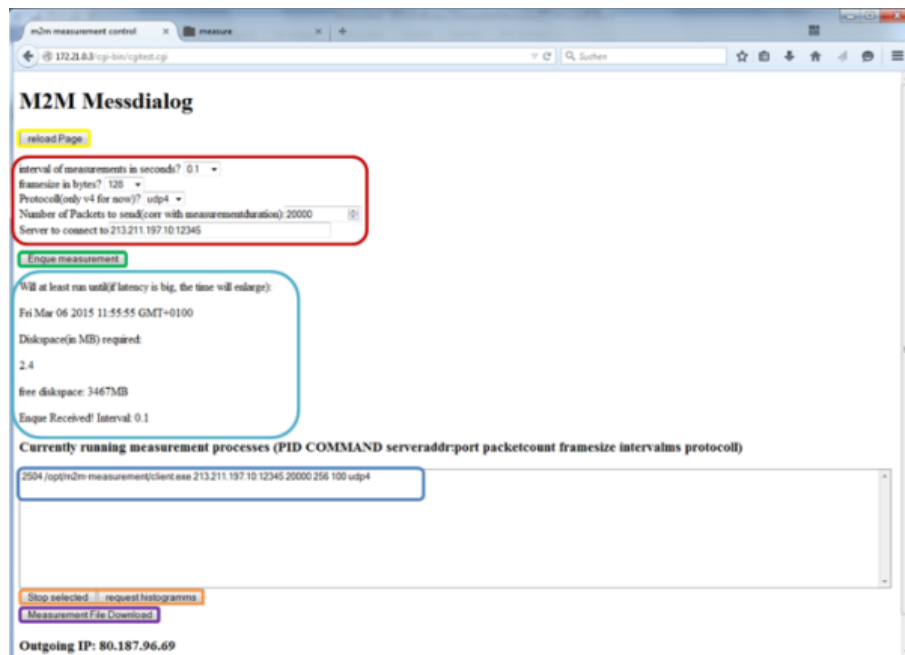 m2m measurement control × measure × +
172.21.0.3/cgi-bin/cgitest.cgi Suchen
M2M Messdialog
reload Page
interval of measurements in seconds? 0.1
framesize in bytes? 128
Protocoll(only v4 for now)? udp4
Number of Packets to send(corr with measurementduration): 20000
Server to connect to 213.211.197.10:12345
Enque measurement
Will at least run until(if latency is big, the time will enlarge):
Fri Mar 06 2015 11:55:55 GMT+0100
Diskspace(in MB) required:
2.4
free diskspace: 3467MB
Enque Received! Interval: 0.1
Currently running measurement processes (PID COMMAND serveraddr:port packetcount framesize intervalms protocoll)
2504 /opt/m2m-measurement/client.exe 213.211.197.10:12345 20000 256 100 udp4
Stop selected request histogramms
Measurement File Download
Outgoing IP: 80.187.96.69